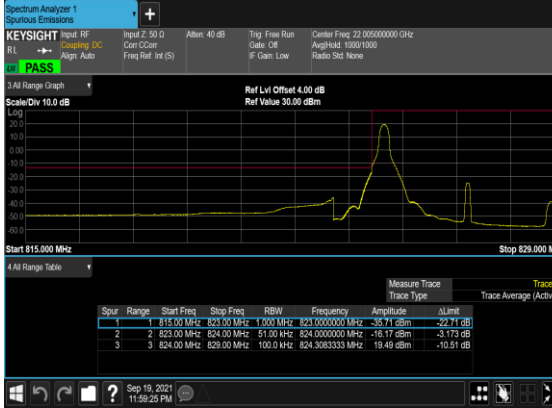 Spectrum Analyzer 1
Spurious Emissions
+
KEYSIGHT Input: RF Input Z: 50 Ω Atten: 40 dB Trig: Free Run Center Freq: 22.005000000 GHz
RL Coupling: DC Corr CCorr Gate: Off Avg|Hold: 1000/1000
Align: Auto Freq Ref: Int (S) IF Gain: Low Radio Std: None
PASS
3 All Range Graph
Ref Lvl Offset 4.00 dB
Scale/Div 10.0 dB Ref Value 30.00 dBm
Log
20.0
10.0
0.00
-10.0
-20.0
-30.0
-40.0
-50.0
-60.0
Start 815.000 MHz Stop 829.000 M
4 All Range Table
Measure Trace Trace
Trace Type Trace Average (Activ
Spur Range Start Freq Stop Freq RBW Frequency Amplitude ΔLimit
1 1 815.00 MHz 823.00 MHz 1.000 MHz 823.0000000 MHz -35.71 dBm -22.71 dB
2 2 823.00 MHz 824.00 MHz 51.00 kHz 824.0000000 MHz -16.17 dBm -3.173 dB
3 3 824.00 MHz 829.00 MHz 100.0 kHz 824.3083333 MHz 19.49 dBm -10.51 dB
? Sep 19, 2021
11:59:25 PM